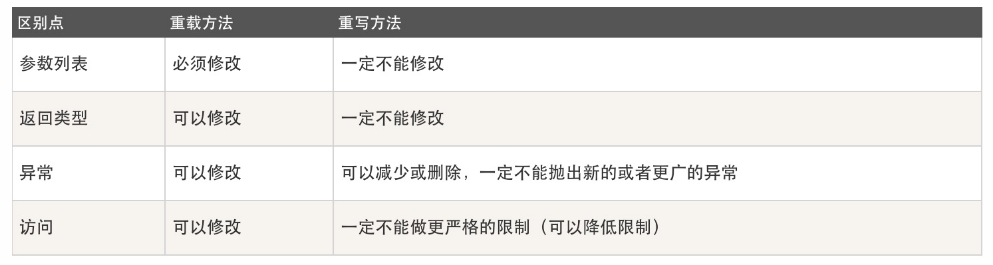 区别点 重载方法 重写方法
参数列表 必须修改 一定不能修改
返回类型 可以修改 一定不能修改
异常 可以修改 可以减少或删除，一定不能抛出新的或者更广的异常
访问 可以修改 一定不能做更严格的限制（可以降低限制）